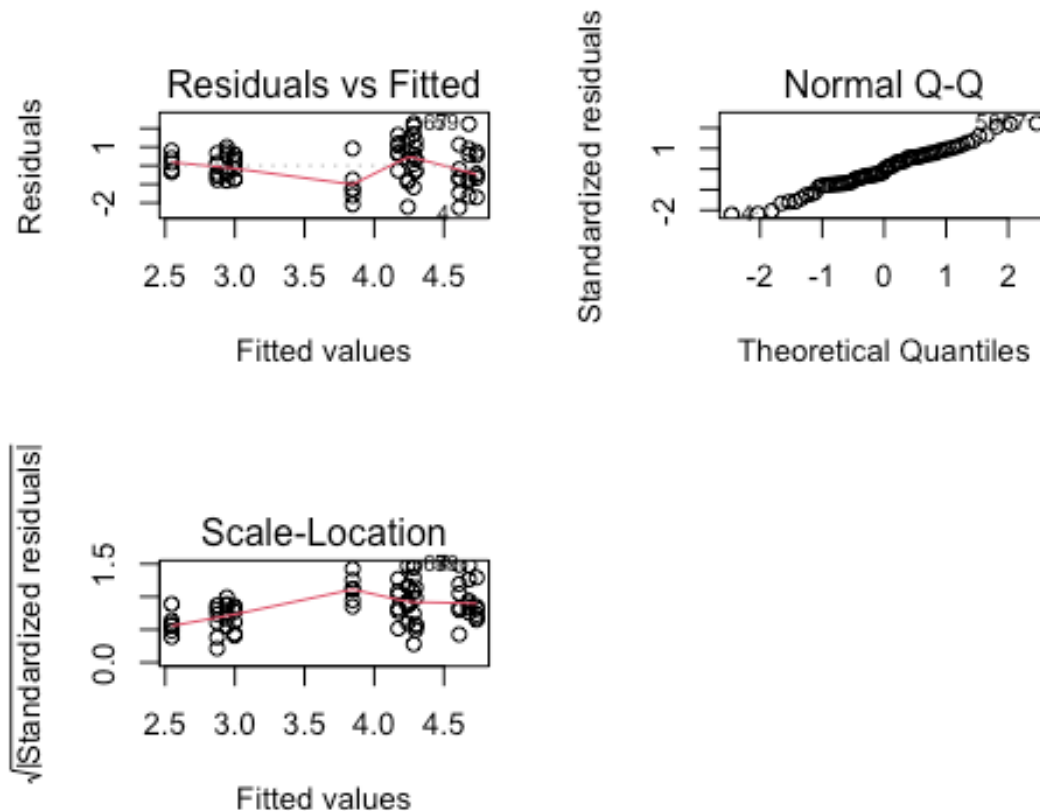 Residuals vs Fitted
Residuals
1
-2
4
2.5 3.0 3.5 4.0 4.5
Fitted values
Normal Q-Q
Standardized residuals
1
-2
4
-2 -1 0 1 2
Theoretical Quantiles
Scale-Location
√|Standardized residuals|
1.5
0.0
2.5 3.0 3.5 4.0 4.5
Fitted values